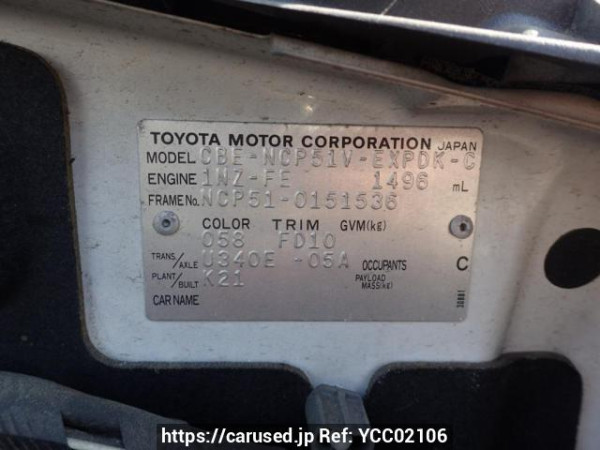 TOYOTA MOTOR CORPORATION JAPAN
MODEL CBE-NCP51V-EXPDK-C
ENGINE 1NZ-FE 1496 mL
FRAME No. NCP51-0151536
COLOR TRIM GVM(kg)
058 FD10
TRANS/AXLE U340E -05A OCCUPANTS C
PLANT/BUILT K21 PAYLOAD MASS(kg)
CAR NAME
https://carused.jp Ref: YCC02106